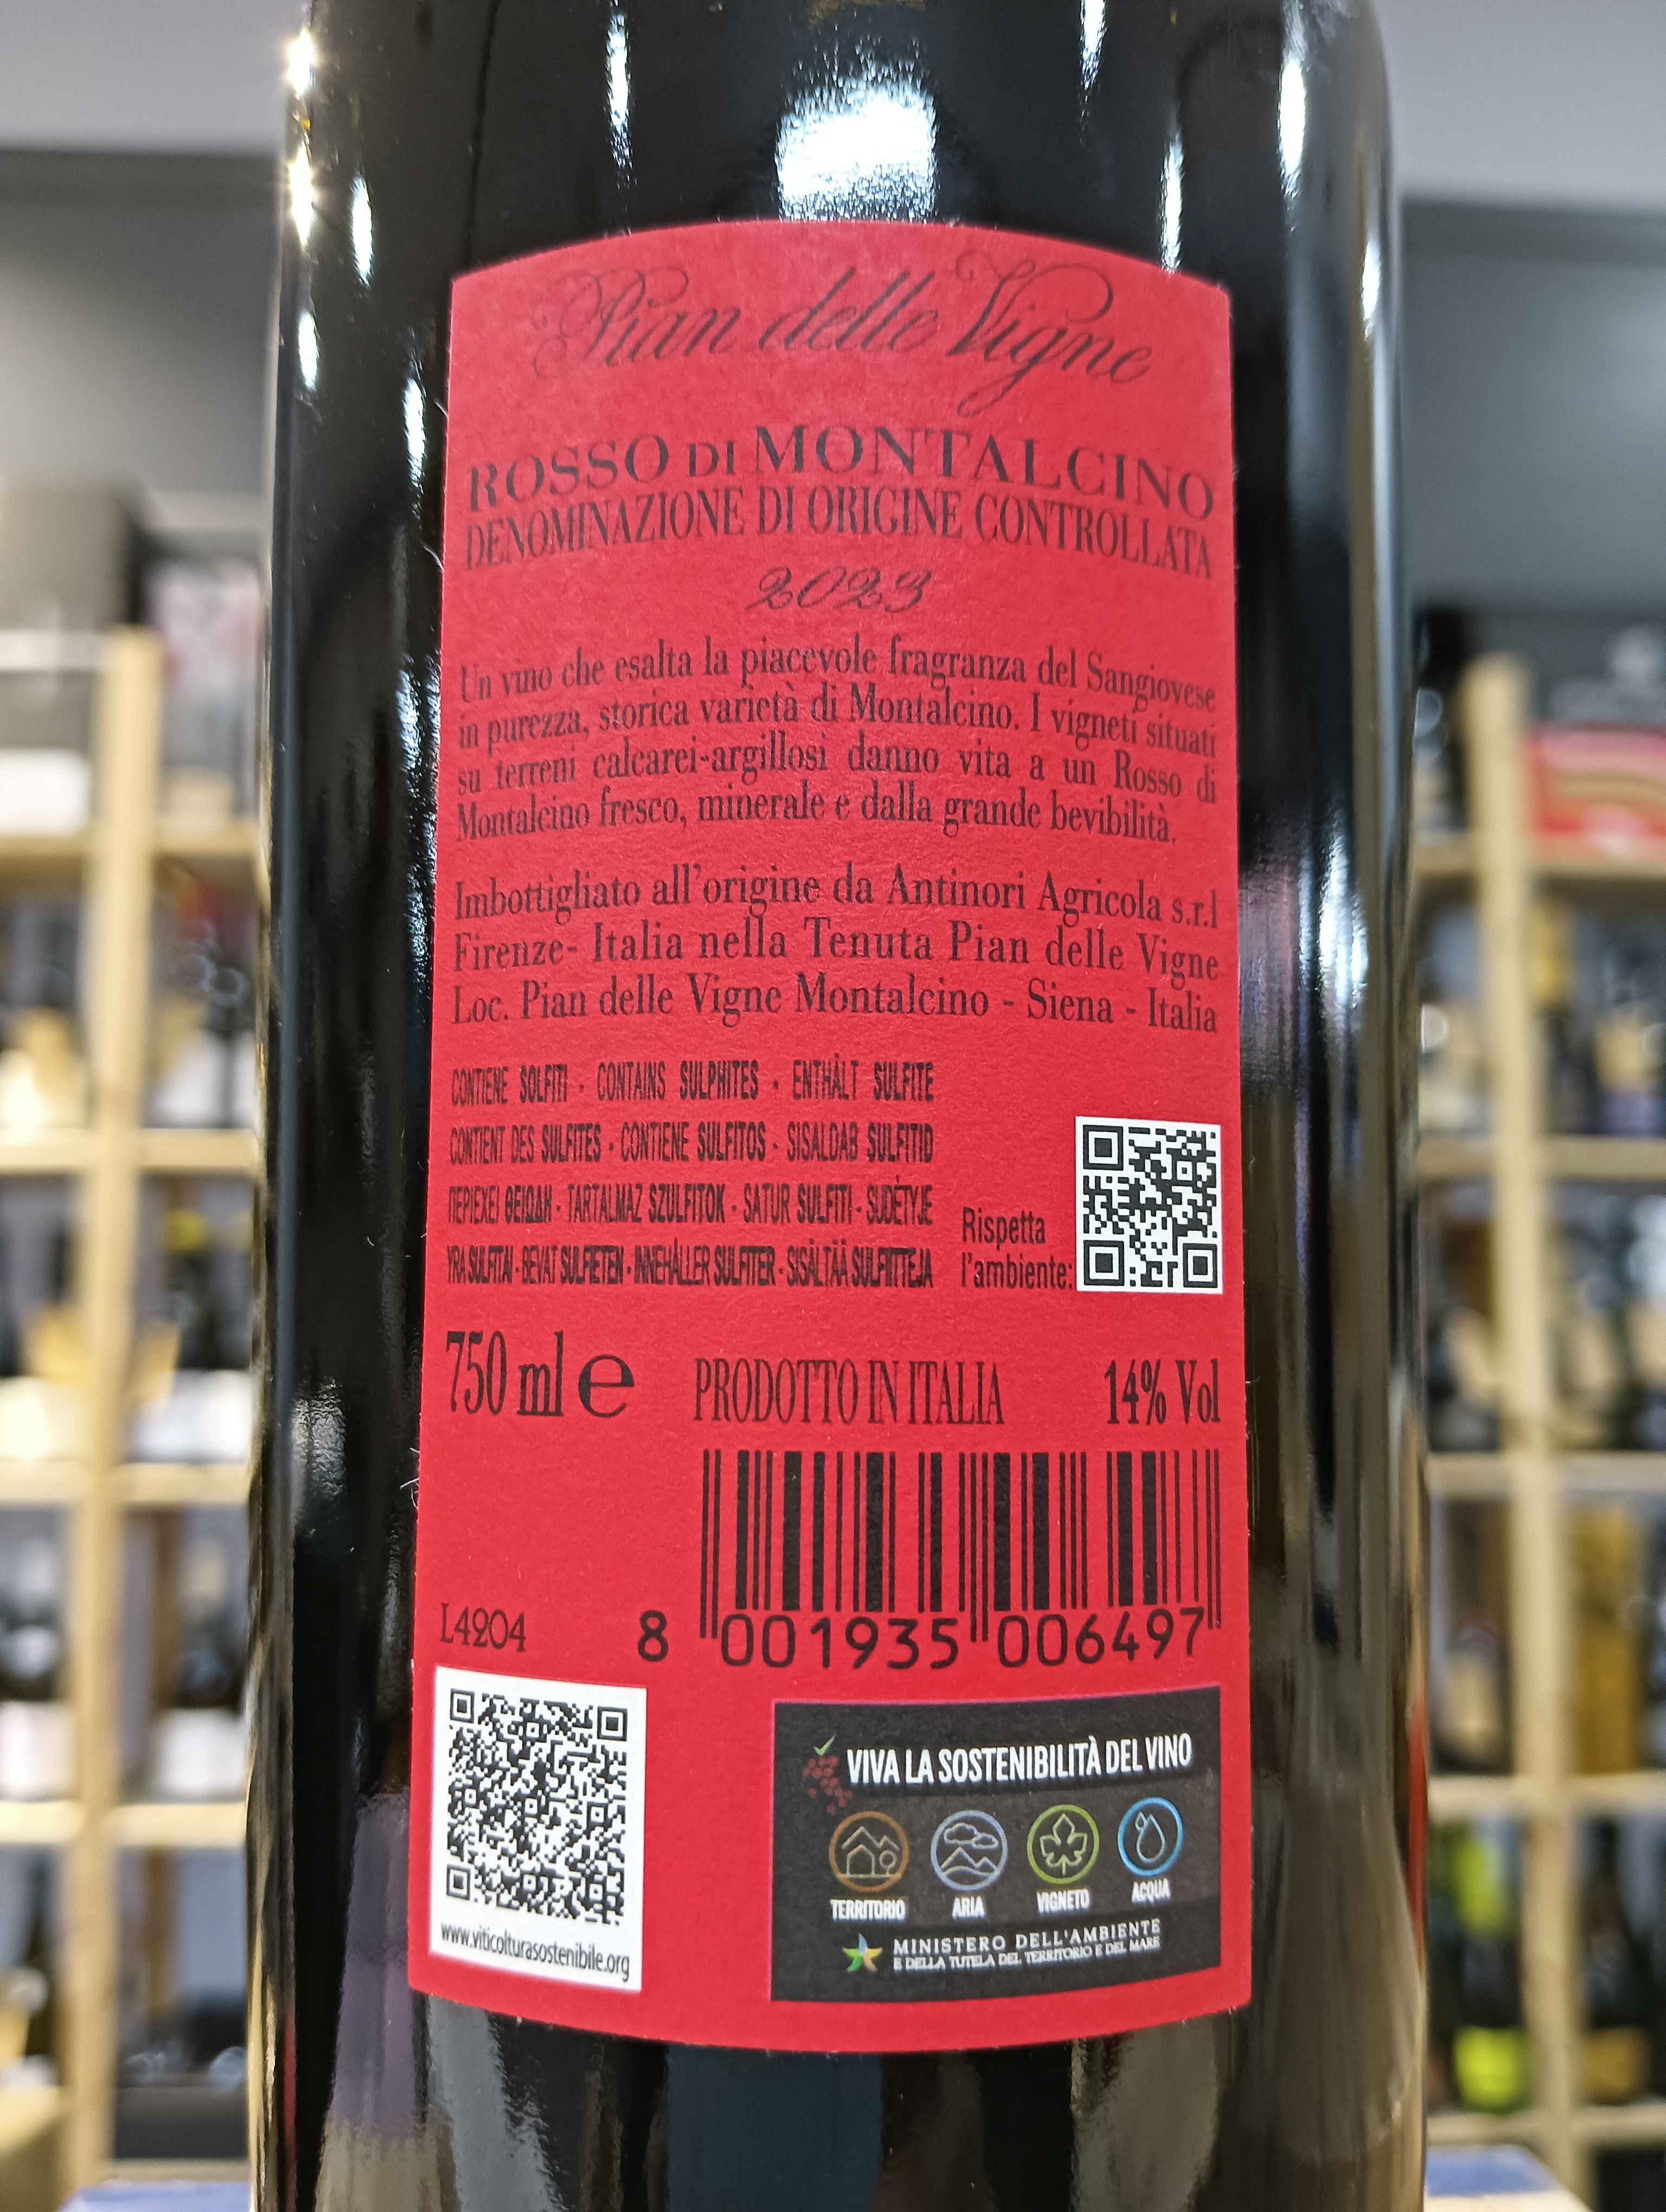 Pian delle Vigne
ROSSO DI MONTALCINO
DENOMINAZIONE DI ORIGINE CONTROLLATA
2023
Un vino che esalta la piacevole fragranza del Sangiovese
in purezza, storica varietà di Montalcino. I vigneti situati
su terreni calcarei-argillosi danno vita a un Rosso di
Montalcino fresco, minerale e dalla grande bevibilità.
Imbottigliato all'origine da Antinori Agricola s.r.l
Firenze- Italia nella Tenuta Pian delle Vigne
Loc. Pian delle Vigne Montalcino - Siena - Italia
CONTIENE SOLFITI - CONTAINS SULPHITES - ENTHÄLT SULFITE
CONTIENT DES SULFITES - CONTIENE SULFITOS - SISALDAB SULFITID
ΠΕΡΙΕΧΕΙ ΘΕΙΩΔΗ - TARTALMAZ SZULFITOK - SATUR SULFITI - SUDĖTYJE
YRA SULFITAI - BEVAT SULFIETEN - INNEHÅLLER SULFITER - SISÄLTÄÄ SULFIITTEJA
Rispetta
l'ambiente:
750 ml e PRODOTTO IN ITALIA 14% Vol
L4204
8 001935 006497
www.viticolturasostenibile.org
VIVA LA SOSTENIBILITÀ DEL VINO
TERRITORIO ARIA VIGNETO ACQUA
MINISTERO DELL'AMBIENTE
E DELLA TUTELA DEL TERRITORIO E DEL MARE